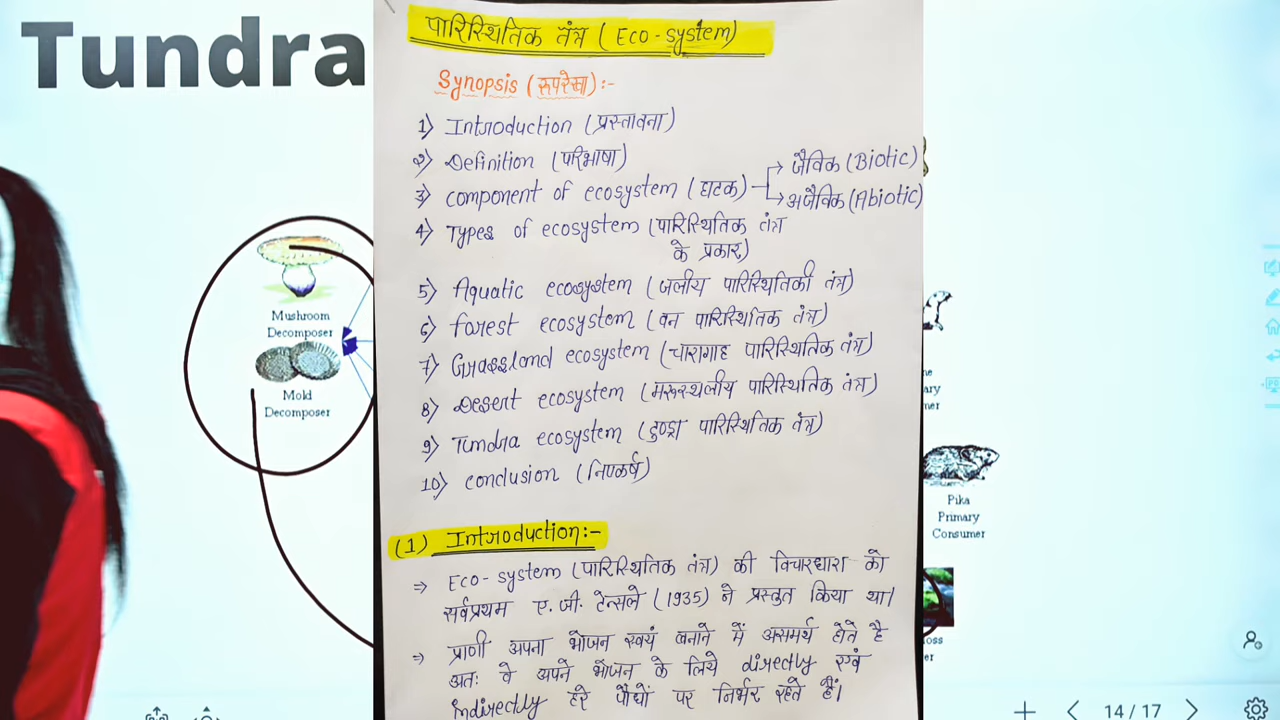 Tundra
पारिस्थितिक तंत्र (Eco-system)
Synopsis (रूपरेखा):-
1) Introduction (प्रस्तावना)
2) Definition (परिभाषा)
3) component of ecosystem (घटक) → जैविक (Biotic)
→ अजैविक (Abiotic)
4) Types of ecosystem (पारिस्थितिक तंत्र
के प्रकार)
5) Aquatic ecosystem (जलीय पारिस्थितिकी तंत्र)
6) forest ecosystem (वन पारिस्थितिक तंत्र)
7) Grassland ecosystem (चारागाह पारिस्थितिक तंत्र)
8) Desert ecosystem (मरूस्थलीय पारिस्थितिक तंत्र)
9) Tundra ecosystem (टुण्ड्रा पारिस्थितिक तंत्र)
10) conclusion (निष्कर्ष)
(1) Introduction:-
⇒ Eco-system (पारिस्थितिक तंत्र) की विचारधारा को
सर्वप्रथम ए. जी. टेन्सले (1935) ने प्रस्तुत किया था।
⇒ प्राणी अपना भोजन स्वयं बनाने में असमर्थ होते है
अतः वे अपने भोजन के लिये directly एवं
indirectly हरे पौधों पर निर्भर रहते हैं।
Mushroom
Decomposer
Mold
Decomposer
Pika
Primary
Consumer
14 / 17